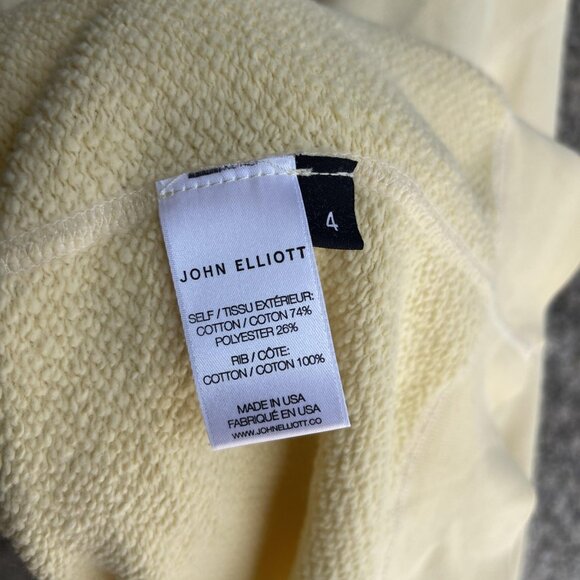 4
JOHN ELLIOTT
SELF / TISSU EXTÉRIEUR:
COTTON / COTON 74%
POLYESTER 26%
RIB / CÔTE:
COTTON / COTON 100%
MADE IN USA
FABRIQUÉ EN USA
WWW.JOHNELLIOTT.CO